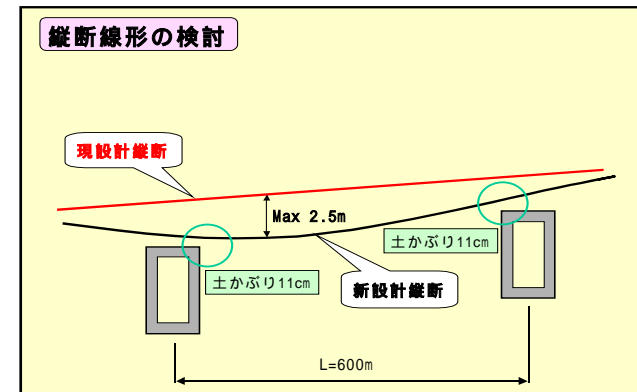 縦断線形の検討
現設計縦断
Max 2.5m
土かぶり11cm
土かぶり11cm
新設計縦断
L=600m